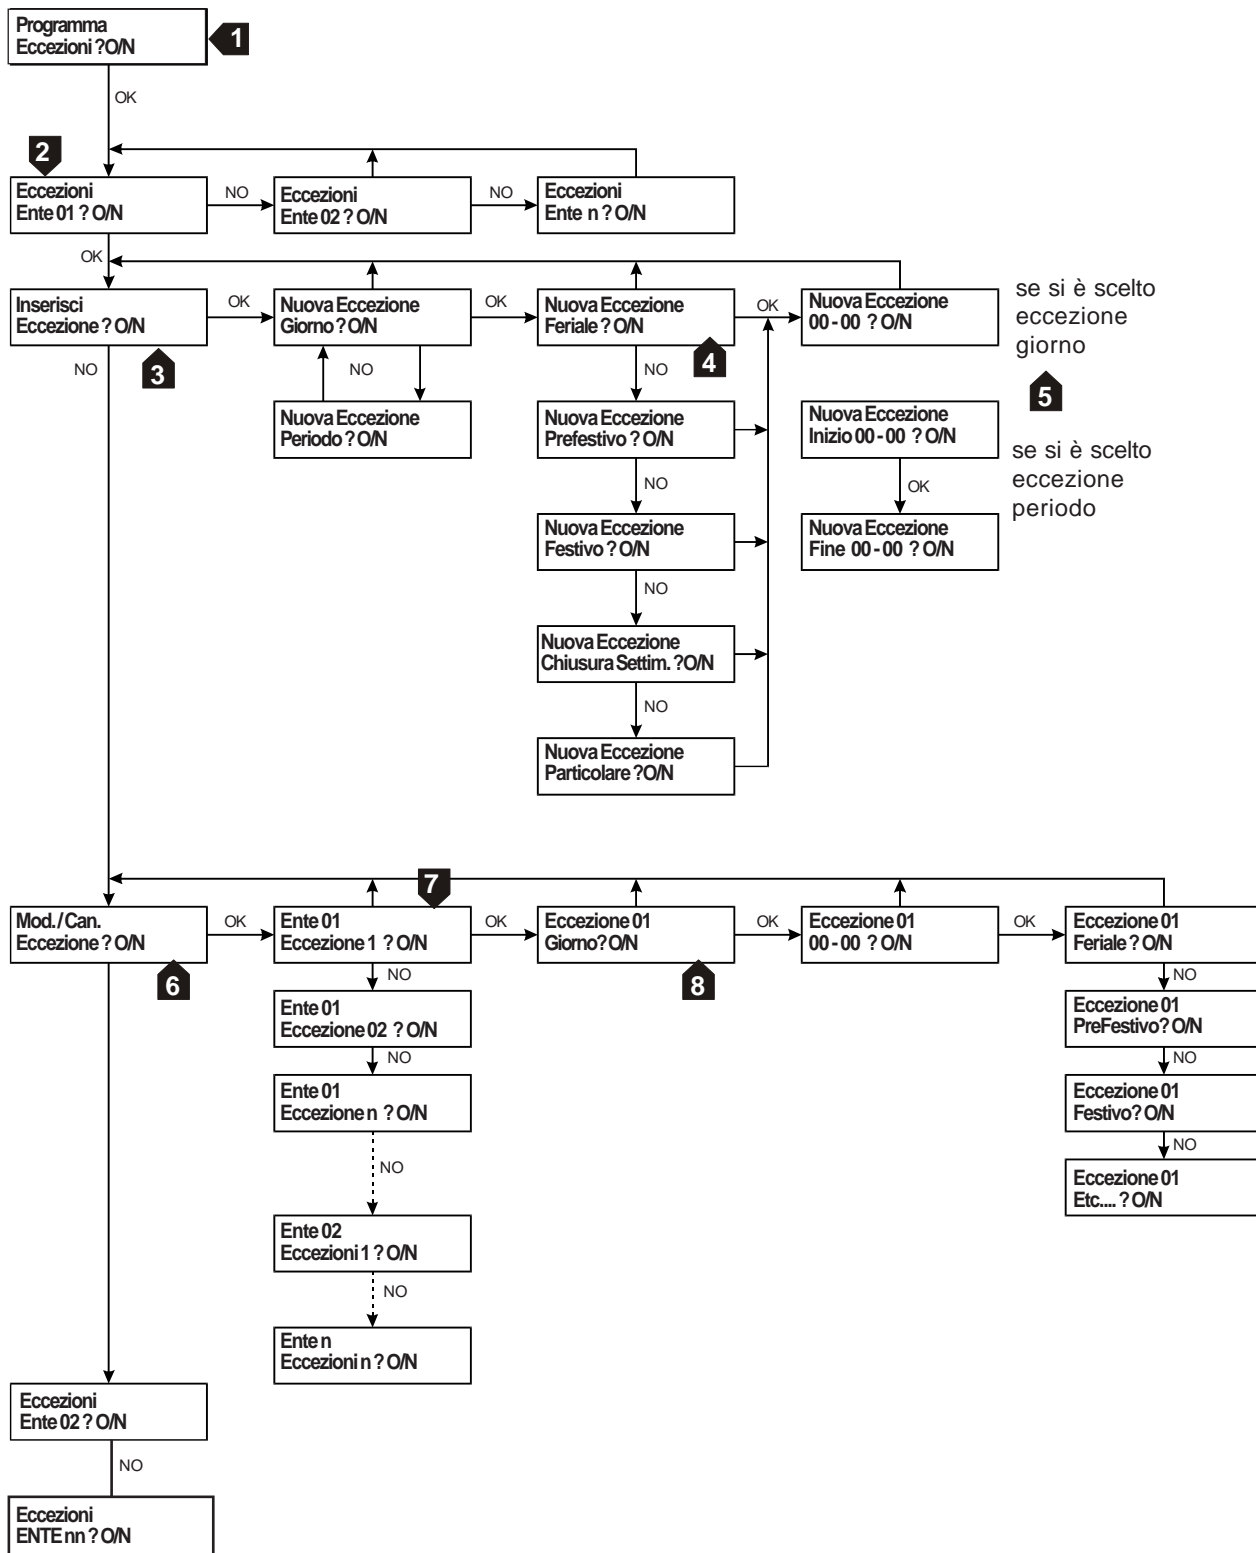 Programma
Eccezioni ? O/N
1
OK
2
Eccezioni
Ente 01 ? O/N
NO
Eccezioni
Ente 02 ? O/N
NO
Eccezioni
Ente n ? O/N
OK
Inserisci
Eccezione ? O/N
OK
Nuova Eccezione
Giorno ? O/N
OK
Nuova Eccezione
Feriale ? O/N
OK
Nuova Eccezione
00 - 00 ? O/N
se si è scelto
eccezione
giorno
3
4
5
NO
NO
NO
Nuova Eccezione
Periodo ? O/N
Nuova Eccezione
Prefestivo ? O/N
Nuova Eccezione
Inizio 00 - 00 ? O/N
se si è scelto
eccezione
periodo
NO
OK
Nuova Eccezione
Festivo ? O/N
Nuova Eccezione
Fine 00 - 00 ? O/N
NO
Nuova Eccezione
Chiusura Settim. ? O/N
NO
Nuova Eccezione
Particolare ? O/N
7
Mod./Can.
Eccezione ? O/N
OK
Ente 01
Eccezione 1 ? O/N
OK
Eccezione 01
Giorno? O/N
OK
Eccezione 01
00 - 00 ? O/N
OK
Eccezione 01
Feriale ? O/N
6
8
NO
NO
Ente 01
Eccezione 02 ? O/N
Eccezione 01
PreFestivo? O/N
NO
NO
Ente 01
Eccezione n ? O/N
Eccezione 01
Festivo? O/N
NO
NO
Eccezione 01
Etc.... ? O/N
Ente 02
Eccezioni 1 ? O/N
NO
Ente n
Eccezioni n ? O/N
Eccezioni
Ente 02 ? O/N
NO
Eccezioni
ENTE nn ? O/N